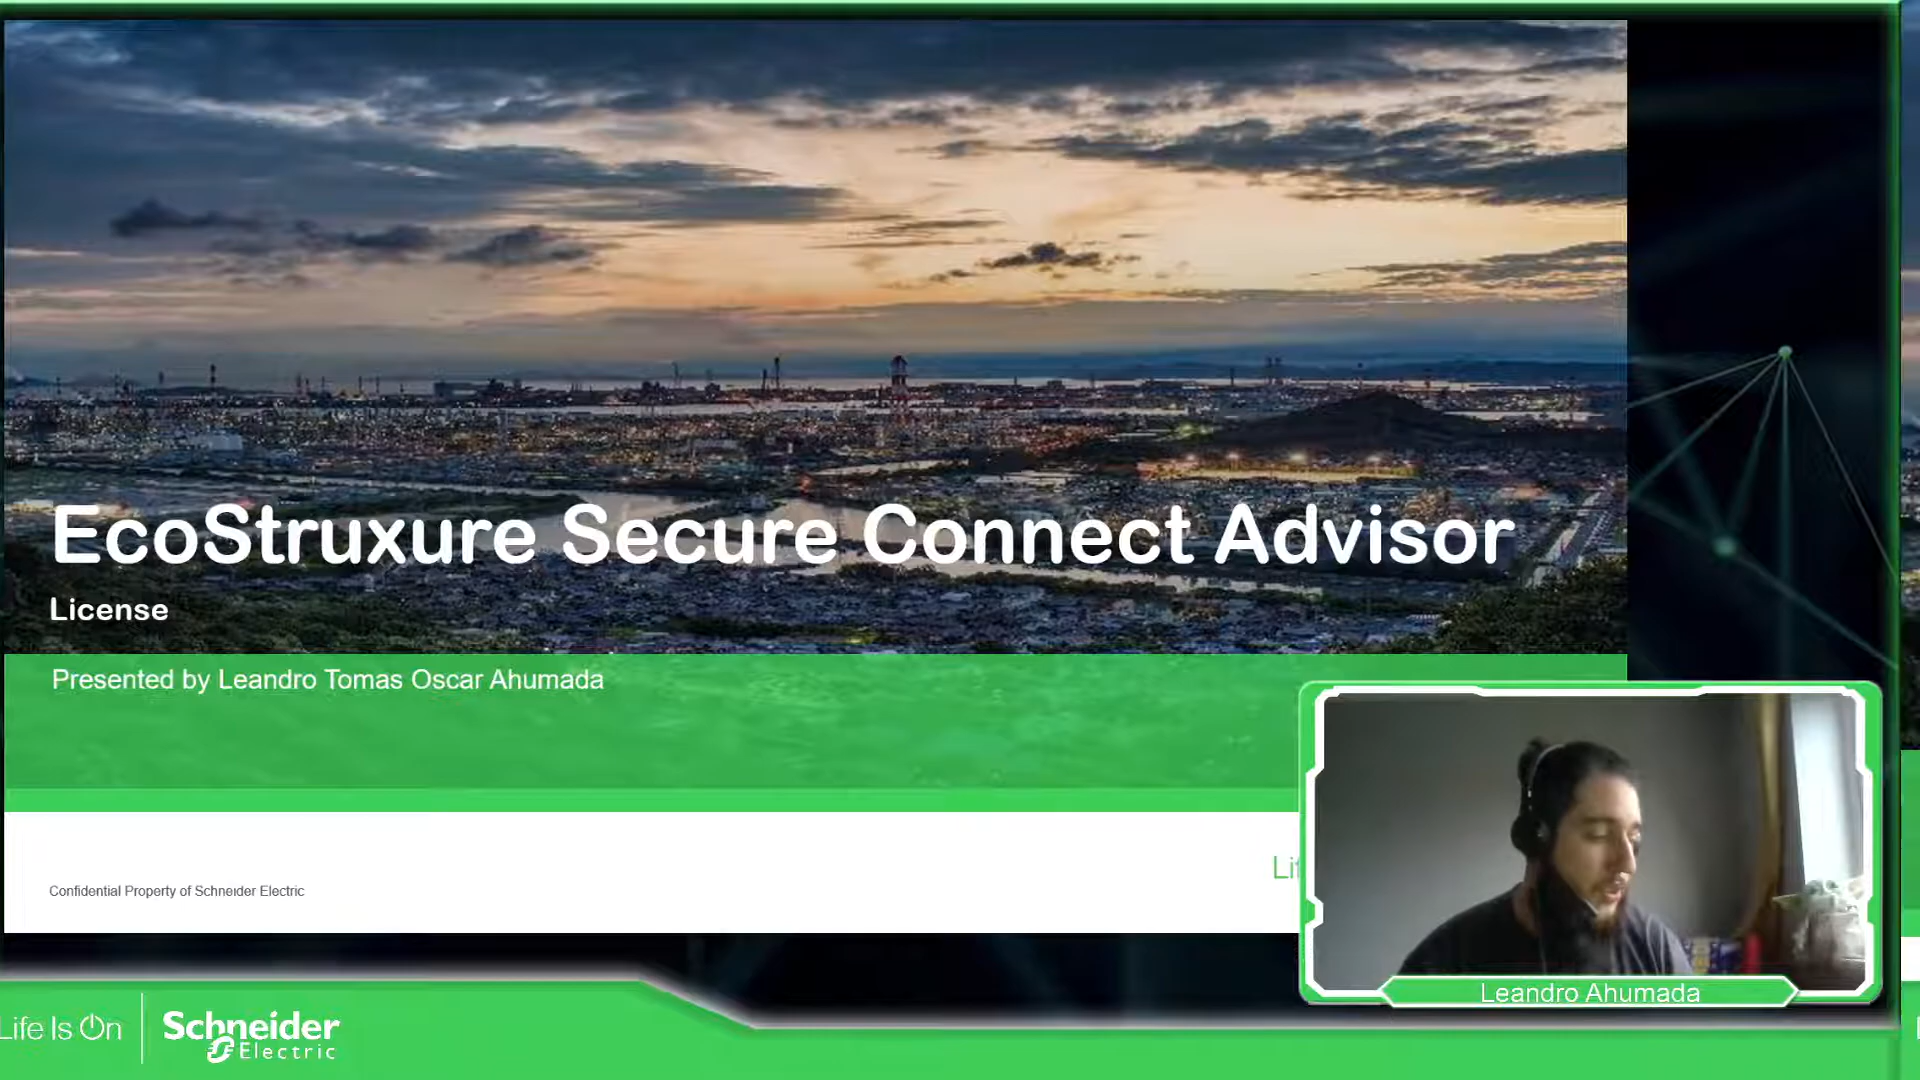 EcoStruxure Secure Connect Advisor
License
Presented by Leandro Tomas Oscar Ahumada
Confidential Property of Schneider Electric
Leandro Ahumada
Life Is On
Schneider
Electric